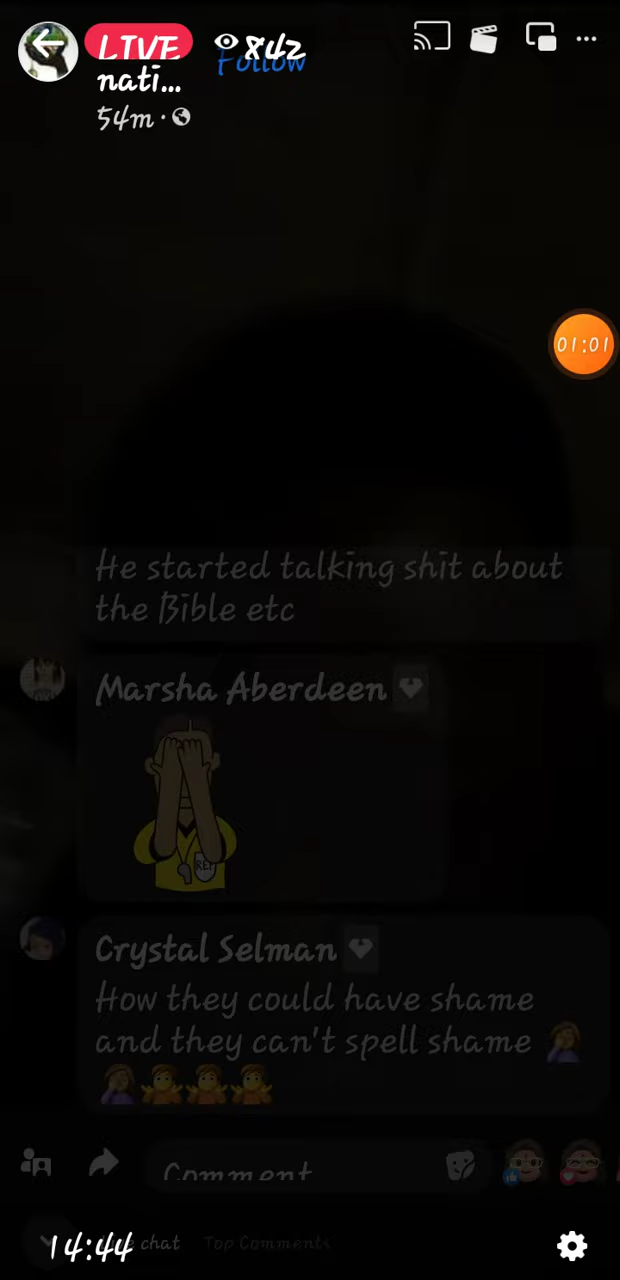 LIVE 842
Follow
nati...
54m ·
01:01
He started talking shit about
the Bible etc
Marsha Aberdeen
REF
Crystal Selman
How they could have shame
and they can't spell shame
Comment
14:44 chat Top Comments